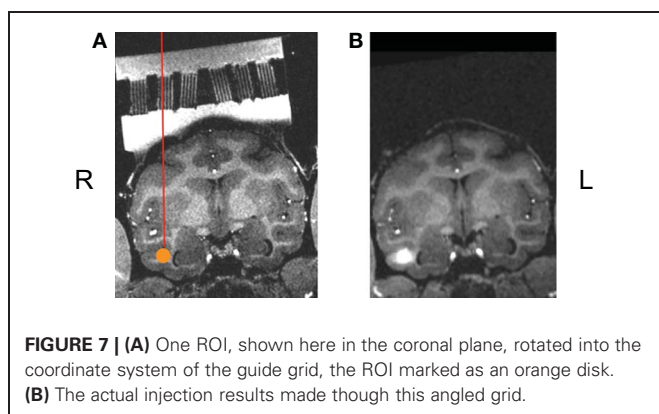 A
B
R
L
FIGURE 7 | (A) One ROI, shown here in the coronal plane, rotated into the
coordinate system of the guide grid, the ROI marked as an orange disk.
(B) The actual injection results made though this angled grid.